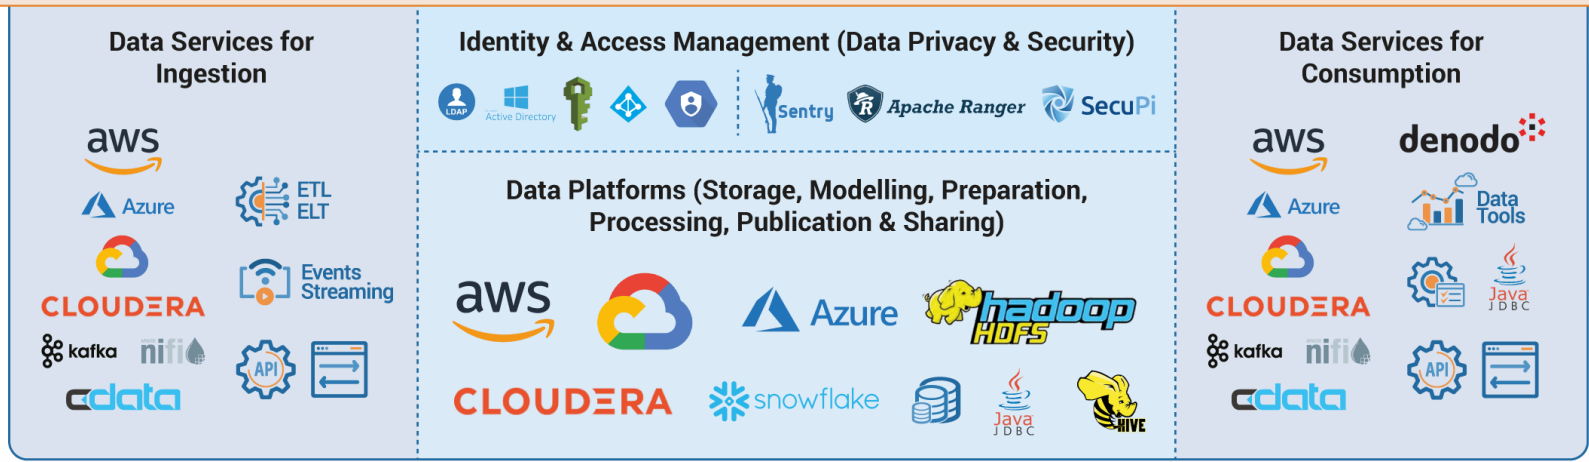 Data Services for
Ingestion
aws
Azure
CLOUDERA
kafka
nifi
cdata
ETL
ELT
Events
Streaming
API
Identity & Access Management (Data Privacy & Security)
LDAP
Active Directory
Sentry
R
Apache Ranger
SecuPi
Data Platforms (Storage, Modelling, Preparation,
Processing, Publication & Sharing)
aws
Azure
hadoop
HDFS
CLOUDERA
snowflake
Java
JDBC
HIVE
Data Services for
Consumption
aws
Azure
CLOUDERA
kafka
nifi
cdata
denodo
Data
Tools
Java
JDBC
API